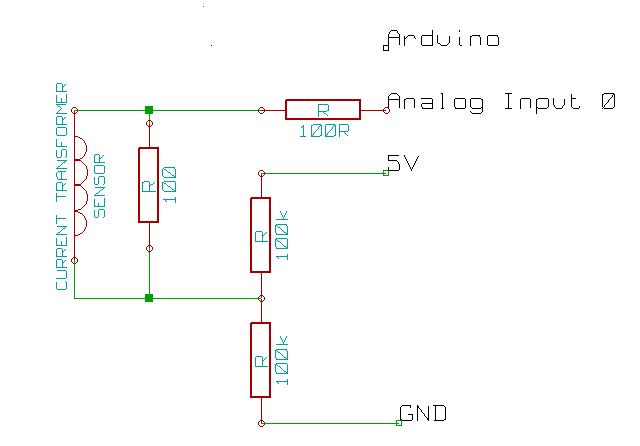 Arduino
Analog Input 0
R
100R
CURRENT TRANSFORMER
SENSOR
R
100
5V
R
100k
R
100k
GND